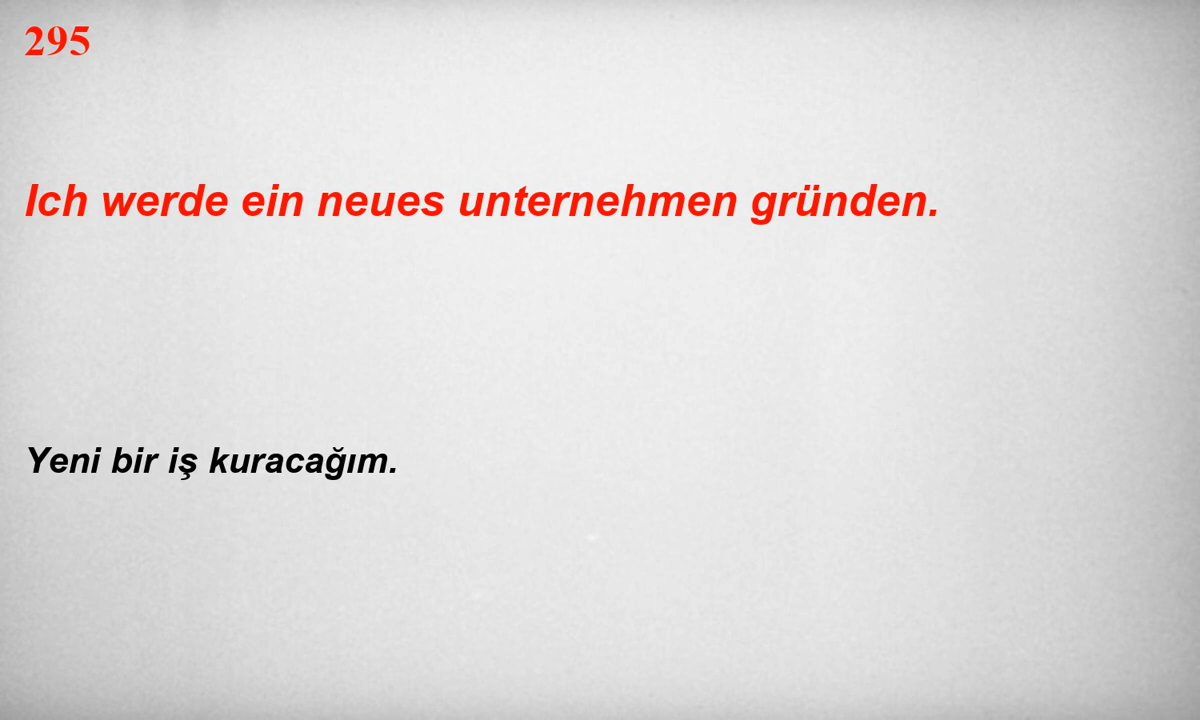 295
Ich werde ein neues unternehmen gründen.
Yeni bir iş kuracağım.